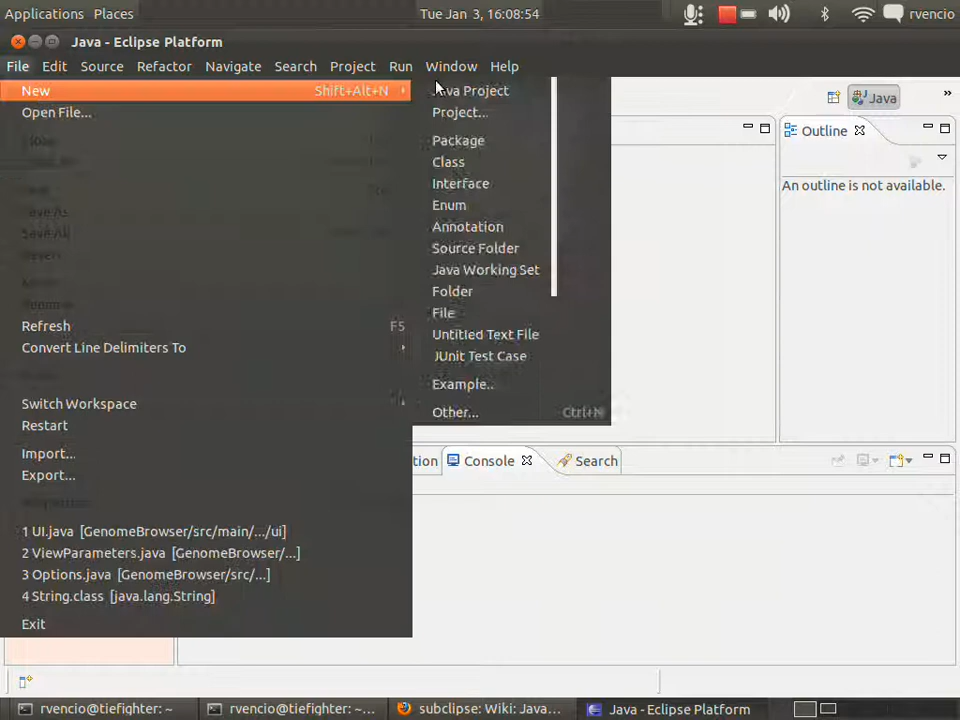 Applications Places Tue Jan 3, 16:08:54 rvencio
Java - Eclipse Platform
File Edit Source Refactor Navigate Search Project Run Window Help
New Shift+Alt+N
Open File...
Save As
Save All
Refresh F5
Convert Line Delimiters To
Switch Workspace
Restart
Import...
Export...
1 UI.java [GenomeBrowser/src/main/.../ui]
2 ViewParameters.java [GenomeBrowser/...]
3 Options.java [GenomeBrowser/src/...]
4 String.class [java.lang.String]
Exit
Java Project
Project...
Package
Class
Interface
Enum
Annotation
Source Folder
Java Working Set
Folder
File
Untitled Text File
JUnit Test Case
Example...
Other... Ctrl+N
Java
Outline
An outline is not available.
tion Console Search
rvencio@tiefighter: ~ rvencio@tiefighter: ~... subclipse: Wiki: Java... Java - Eclipse Platform